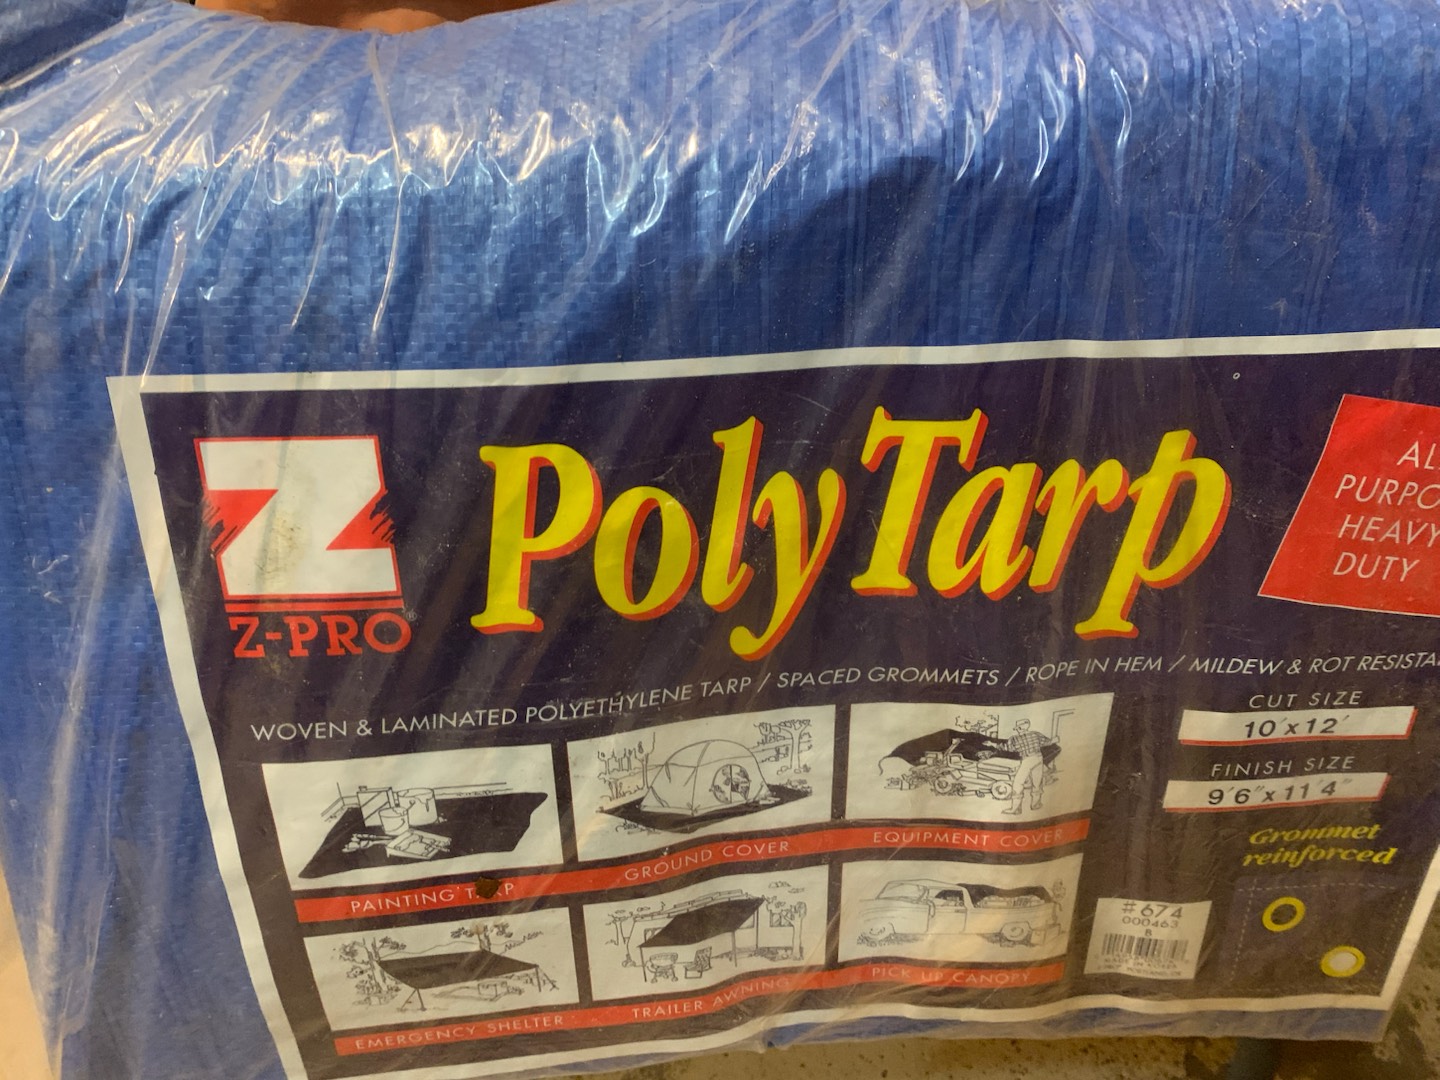 Z
Z-PRO®
Poly Tarp
PURPO
HEAVY
DUTY
WOVEN & LAMINATED POLYETHYLENE TARP / SPACED GROMMETS / ROPE IN HEM / MILDEW & ROT RESISTA
CUT SIZE
10'x12'
FINISH SIZE
9'6"x11'4"
Grommet
reinforced
PAINTING T RP
GROUND COVER
EQUIPMENT COVER
EMERGENCY SHELTER
TRAILER AWNING
PICK UP CANOPY
#674
000463
8